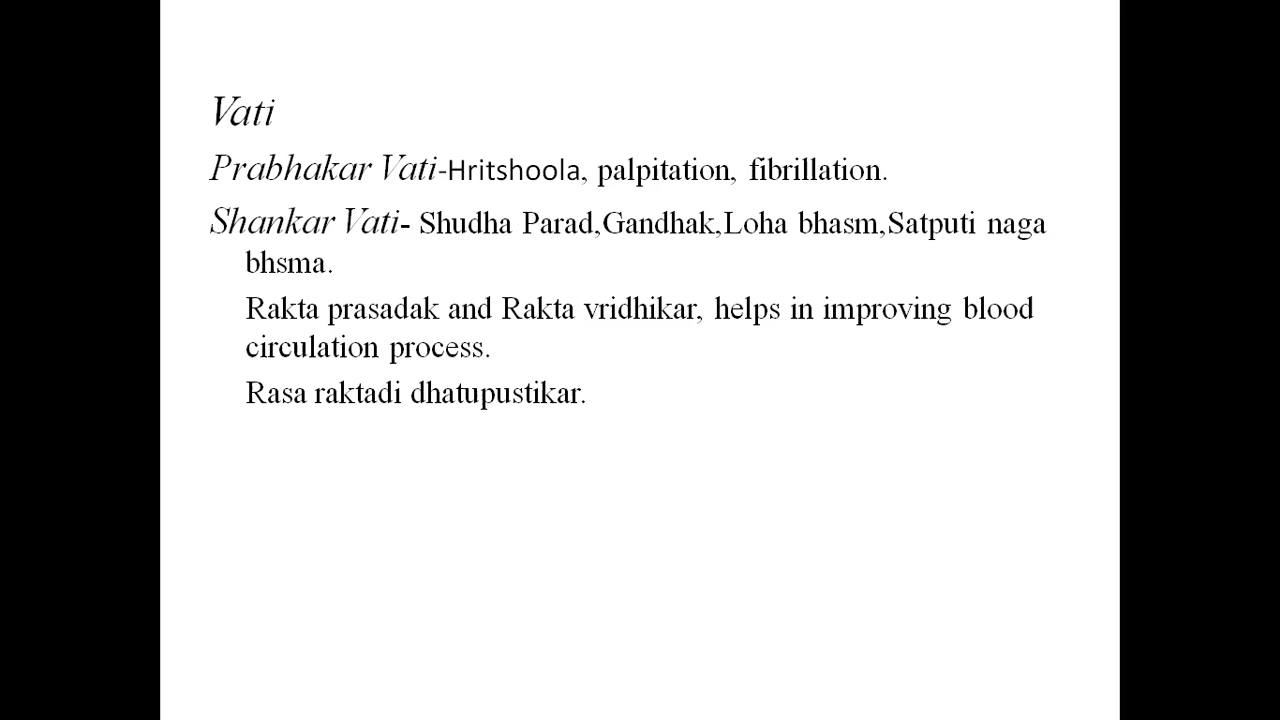 Vati
Prabhakar Vati-Hritshoola, palpitation, fibrillation.
Shankar Vati- Shudha Parad,Gandhak,Loha bhasm,Satputi naga
bhsma.
Rakta prasadak and Rakta vridhikar, helps in improving blood
circulation process.
Rasa raktadi dhatupustikar.